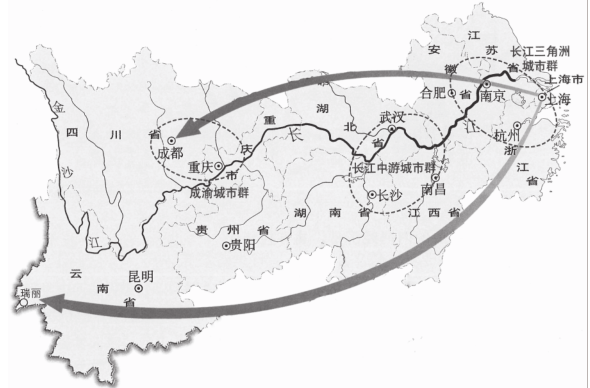 江
苏
省
安
徽
省
长江三角洲
城市群
上海市
上海
南京
合肥
杭州
浙
江
省
江
湖
北
省
武汉
长江中游城市群
长沙
南昌
湖南省
江西省
长
重
庆
市
重庆
成渝城市群
成都
四川省
金
沙
江
贵州省
贵阳
云
南
省
昆明
瑞丽